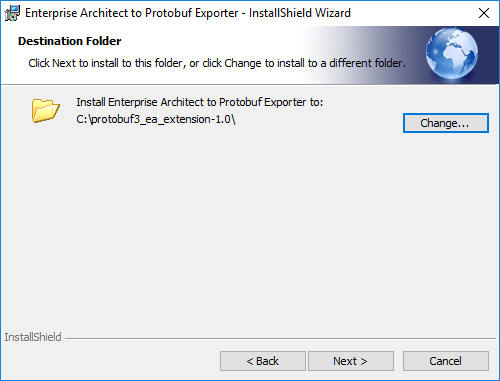 Enterprise Architect to Protobuf Exporter - InstallShield Wizard
Destination Folder
Click Next to install to this folder, or click Change to install to a different folder.
Install Enterprise Architect to Protobuf Exporter to:
C:\protobuf3_ea_extension-1.0\
Change...
InstallShield
< Back
Next >
Cancel